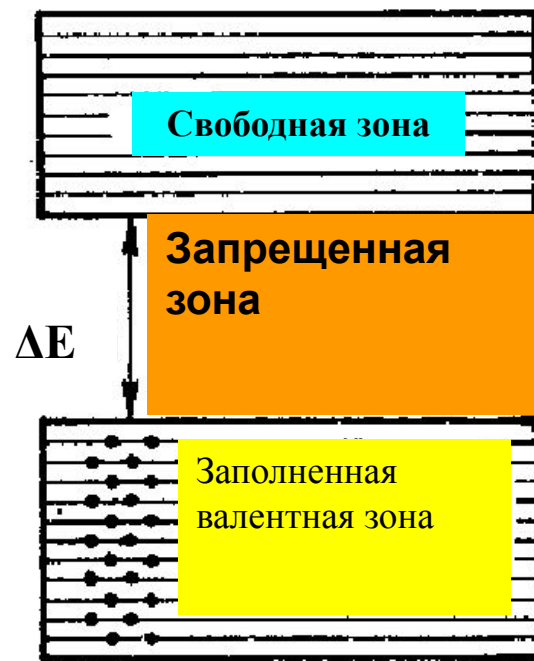 Свободная зона
Запрещенная
зона
ΔE
Заполненная
валентная зона